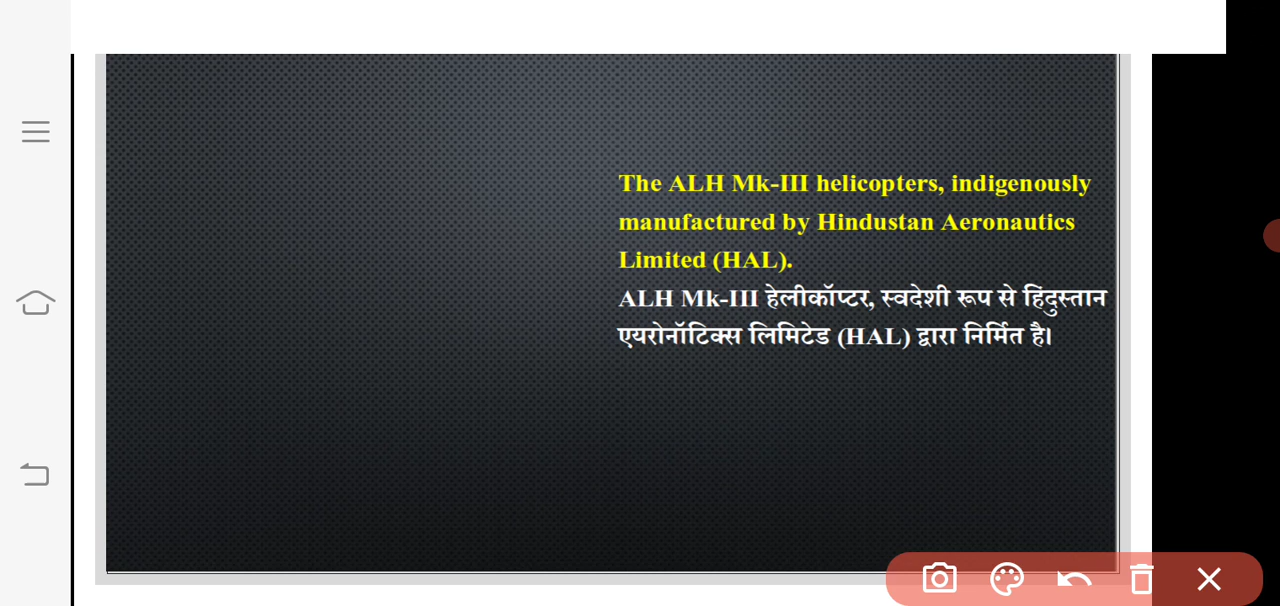 The ALH Mk-III helicopters, indigenously
manufactured by Hindustan Aeronautics
Limited (HAL).
ALH Mk-III हेलीकॉप्टर, स्वदेशी रूप से हिंदुस्तान
एयरोनॉटिक्स लिमिटेड (HAL) द्वारा निर्मित है।